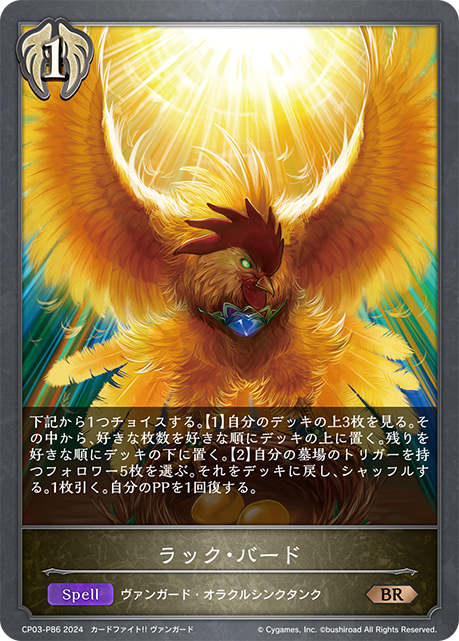 1
下記から1つチョイスする。【1】自分のデッキの上3枚を見る。そ
の中から、好きな枚数を好きな順にデッキの上に置く。残りを
好きな順にデッキの下に置く。【2】自分の墓場のトリガーを持
つフォロワー5枚を選ぶ。それをデッキに戻し、シャッフルす
る。1枚引く。自分のPPを1回復する。
ラック・バード
Spell ヴァンガード・オラクルシンクタンク BR
CP03-P86 2024 カードファイト!! ヴァンガード © Cygames, Inc. ©bushiroad All Rights Reserved.